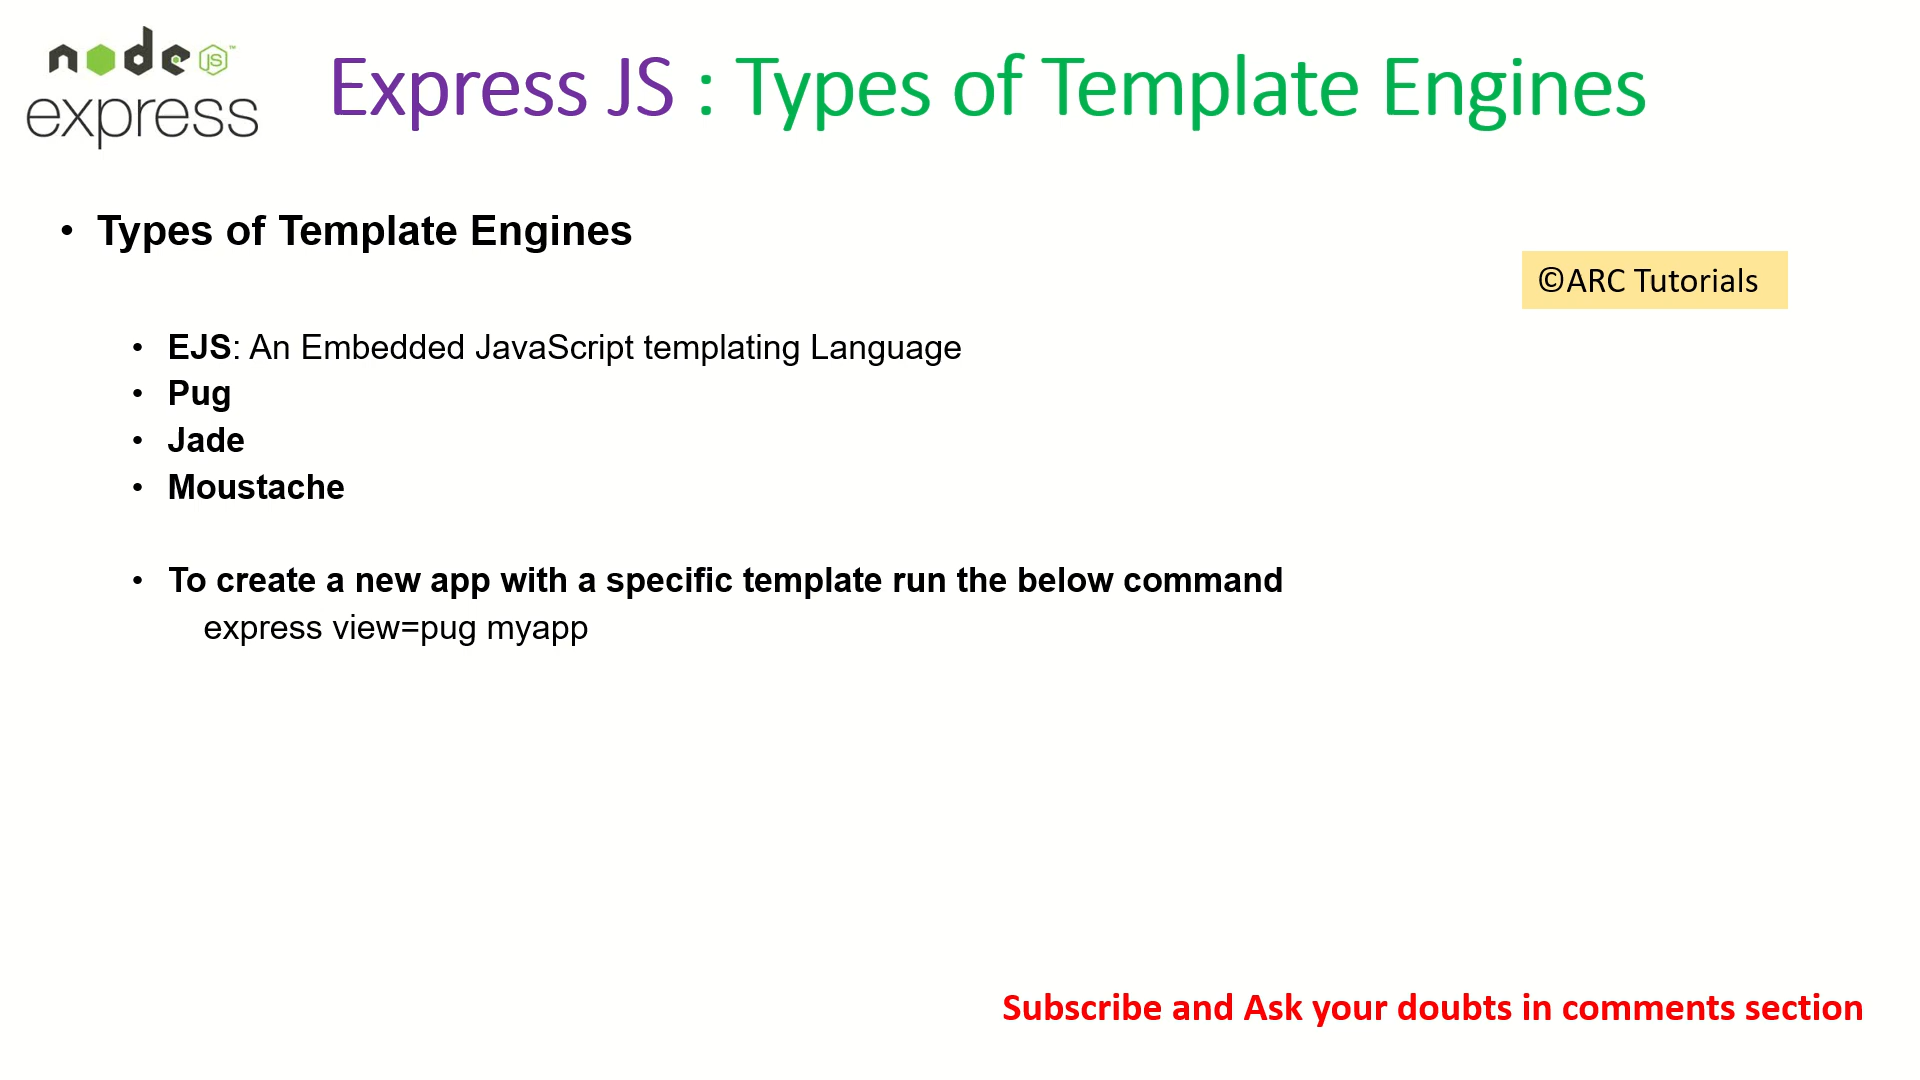 node JS™
express
Express JS : Types of Template Engines
• Types of Template Engines
©ARC Tutorials
• EJS: An Embedded JavaScript templating Language
• Pug
• Jade
• Moustache
• To create a new app with a specific template run the below command
express view=pug myapp
Subscribe and Ask your doubts in comments section